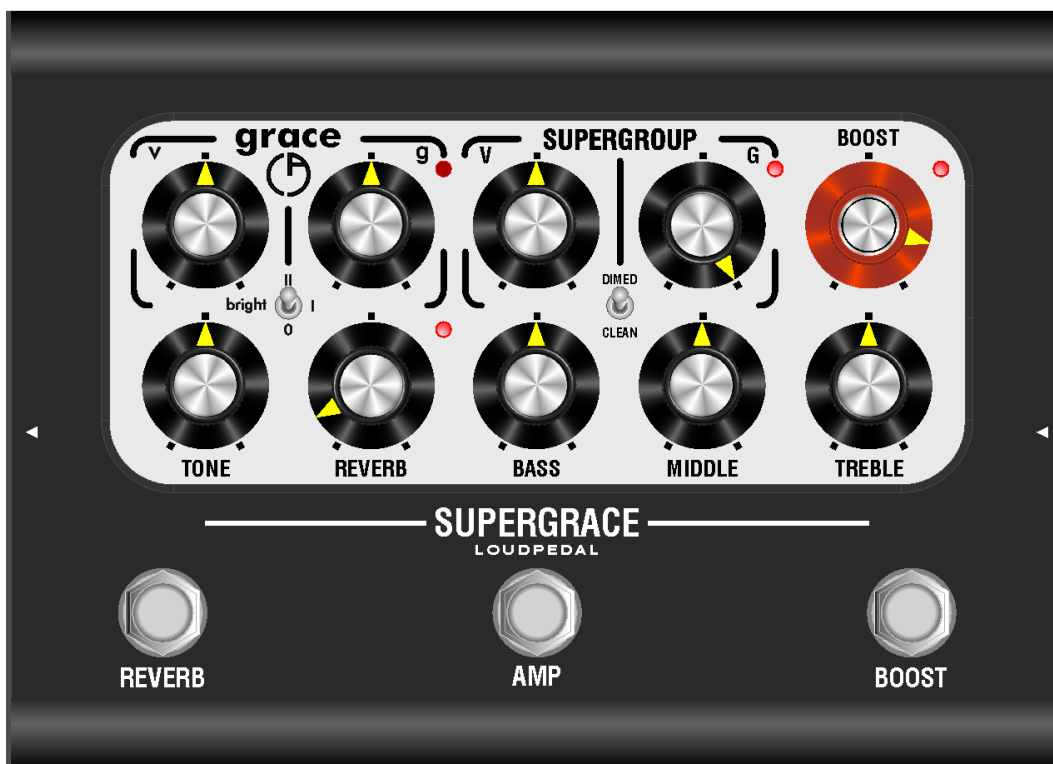 grace
SUPERGROUP
BOOST
v
g
V
G
II
bright
I
0
DIMED
CLEAN
TONE
REVERB
BASS
MIDDLE
TREBLE
SUPERGRACE
LOUDPEDAL
REVERB
AMP
BOOST